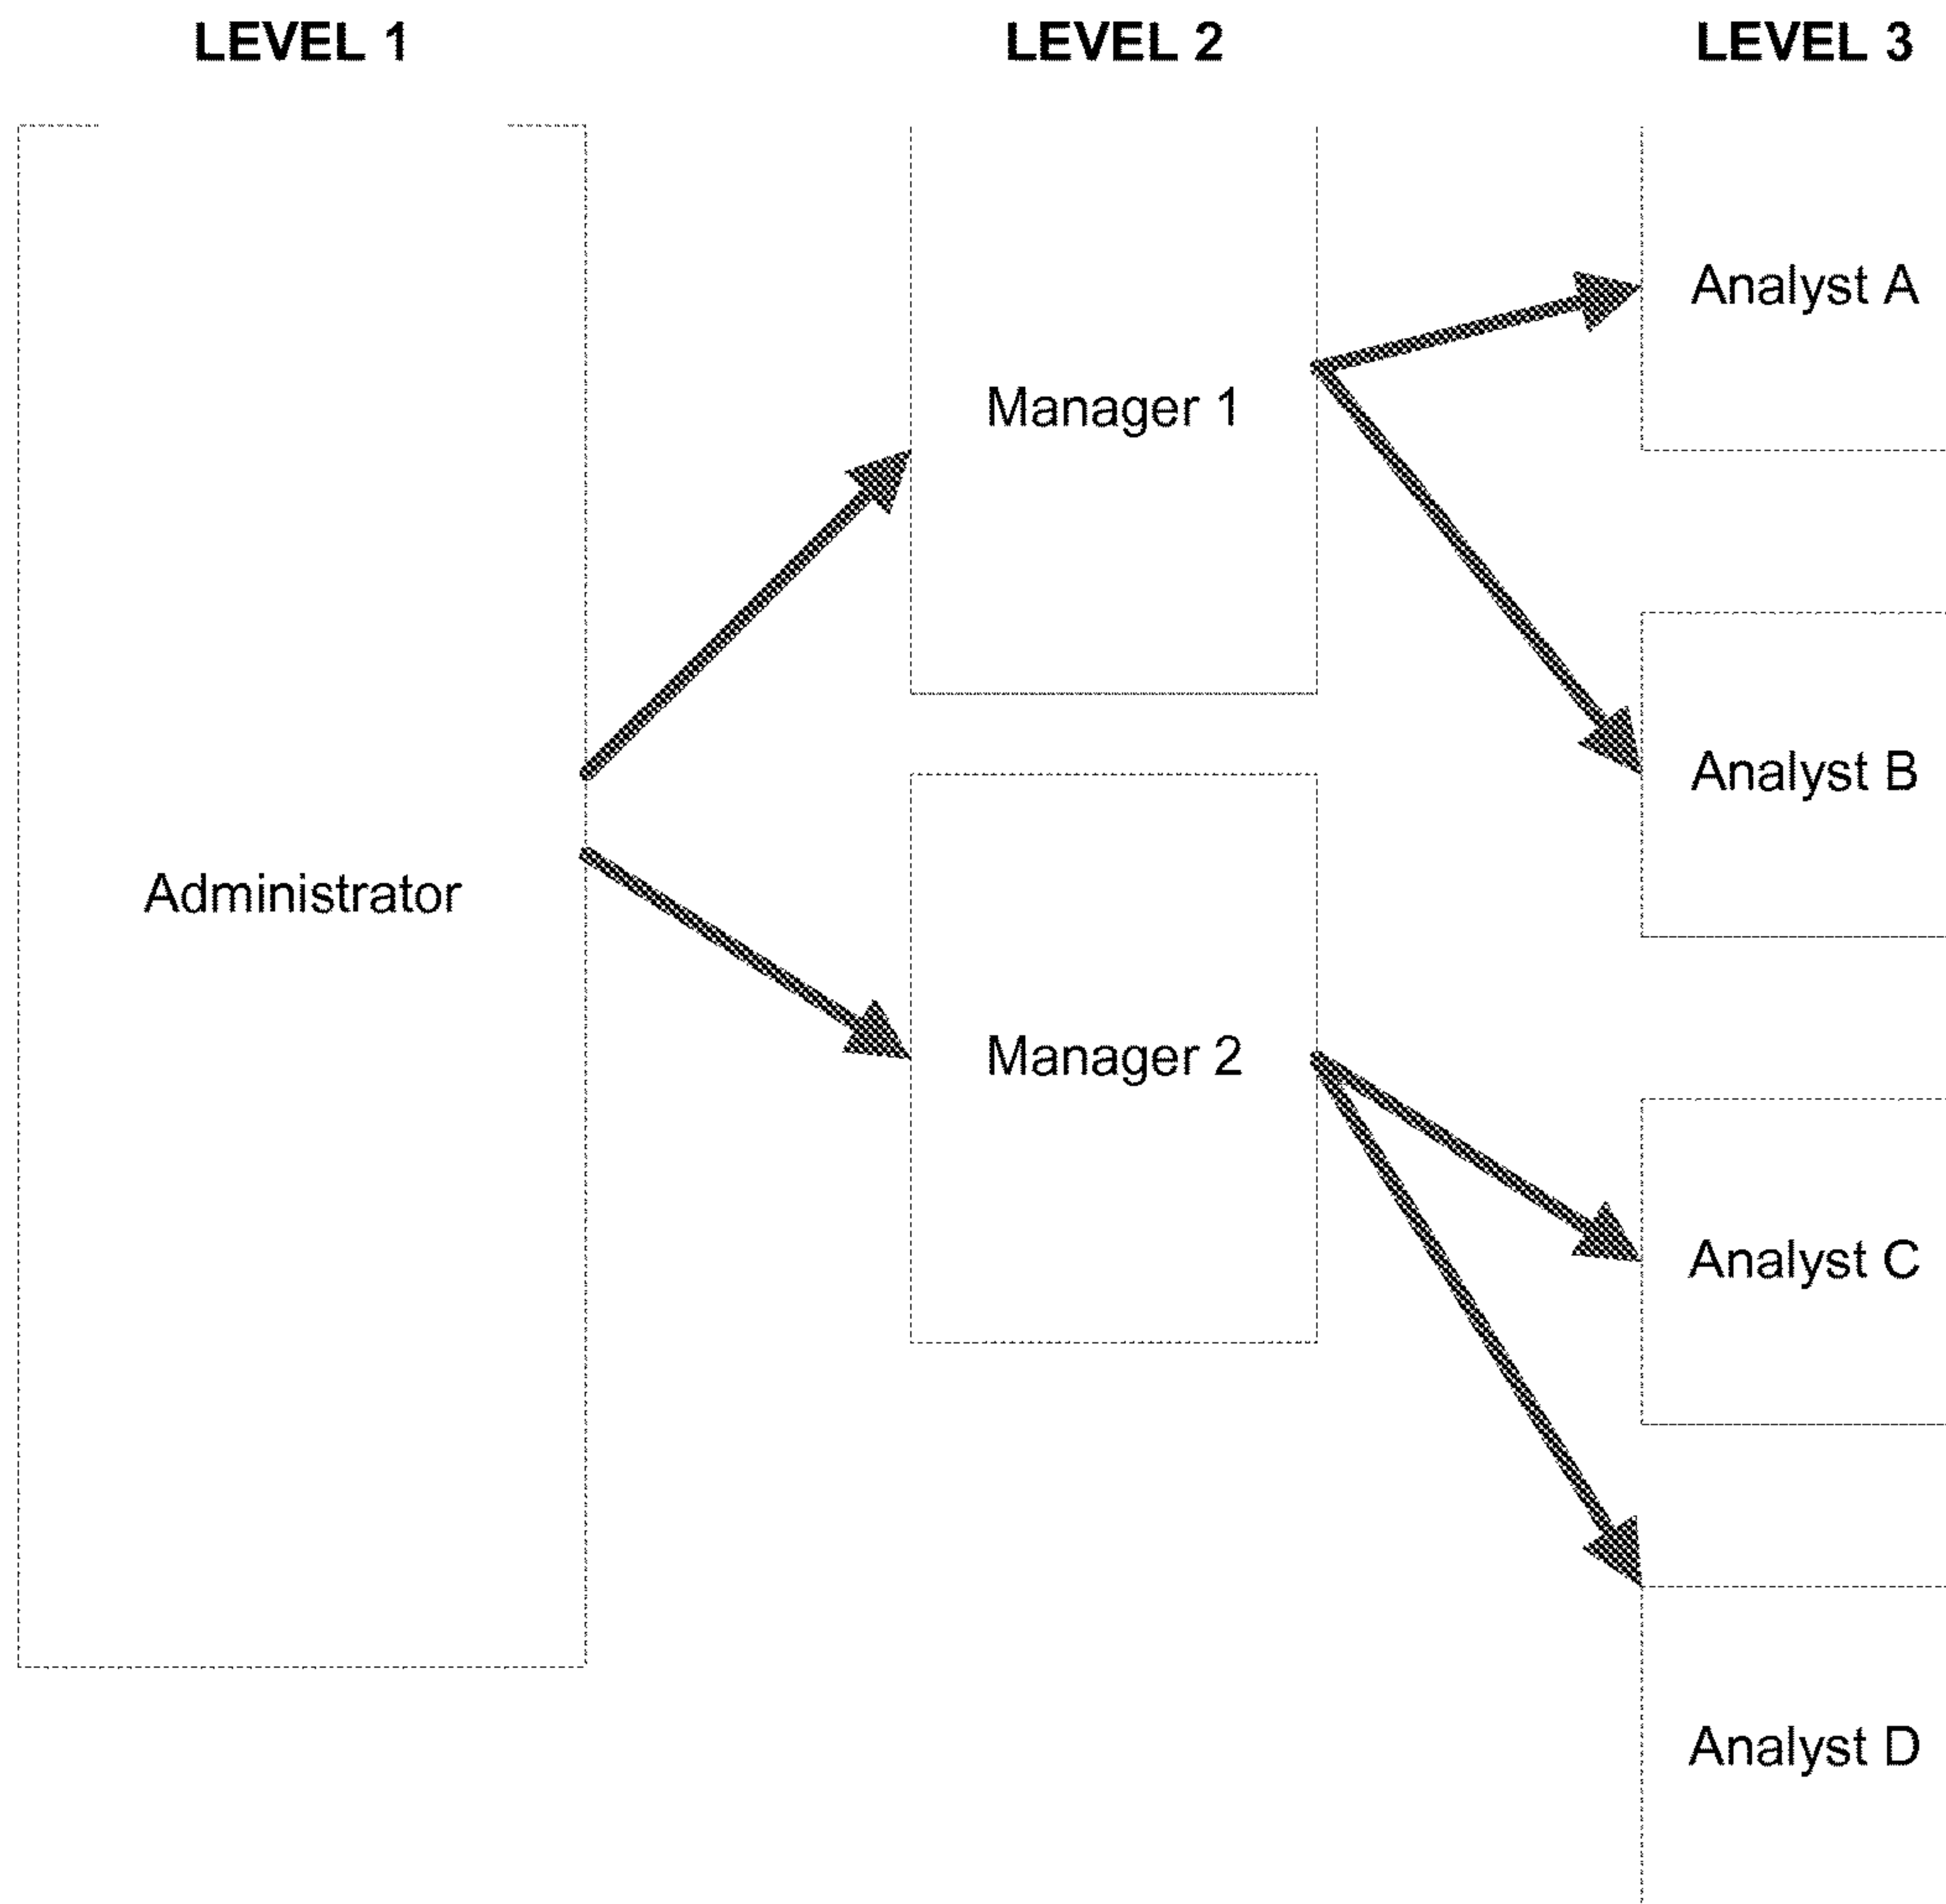 LEVEL 1
LEVEL 2
LEVEL 3
Administrator
Manager 1
Manager 2
Analyst A
Analyst B
Analyst C
Analyst D